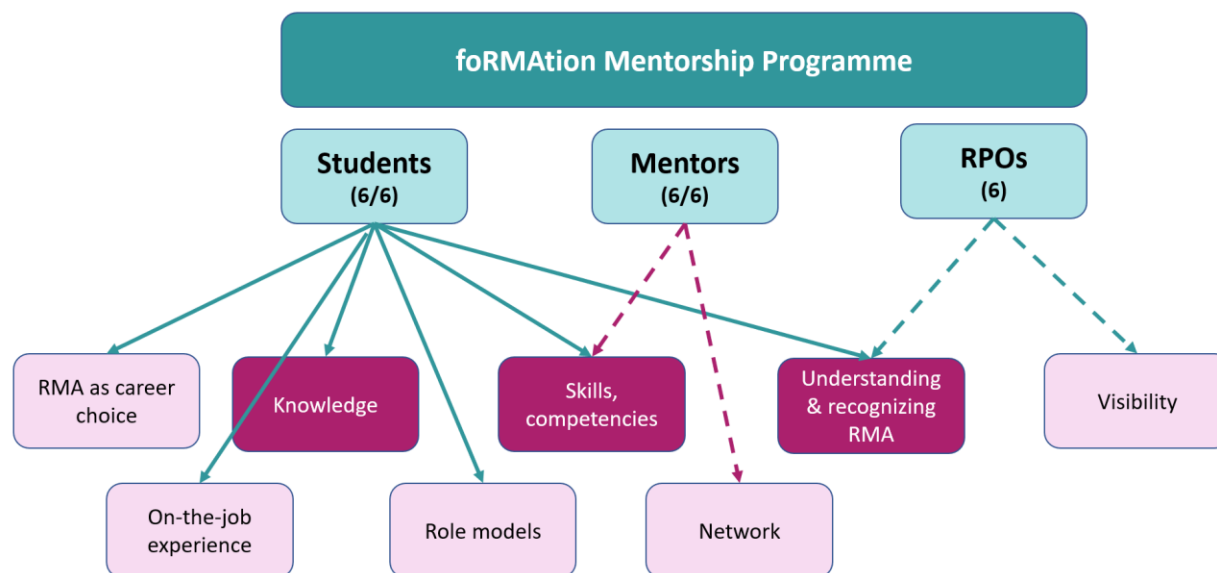 foRMAtion Mentorship Programme
Students
(6/6)
Mentors
(6/6)
RPOs
(6)
RMA as career
choice
Knowledge
Skills,
competencies
Understanding
& recognizing
RMA
Visibility
On-the-job
experience
Role models
Network